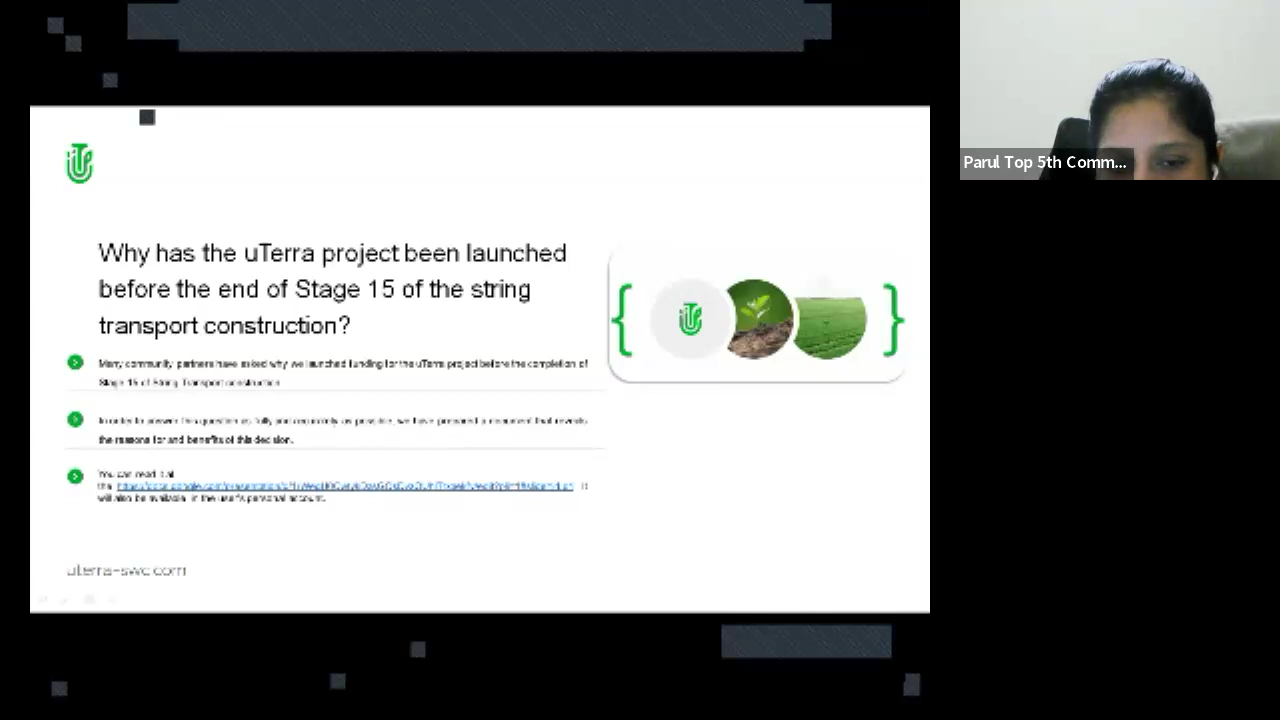 Why has the uTerra project been launched
before the end of Stage 15 of the string
transport construction?
Many community partners have asked why we launched funding for the uTerra project before the completion of
Stage 15 of String Transport construction.
In order to answer this question as fully and accurately as possible, we have prepared a document that reveals
the reasons for and benefits of this decision.
You can read it at
the It
will also be available in the user's personal account.
uterra-swc.com
Parul Top 5th Comm...